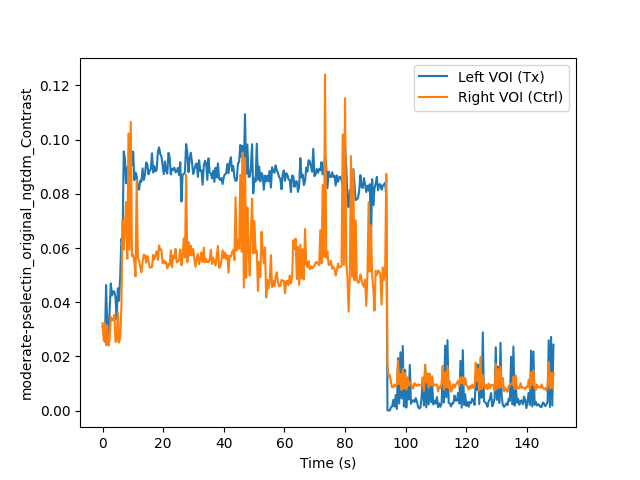 Left VOI (Tx)
Right VOI (Ctrl)
moderate-pselectin_original_ngtdm_Contrast
0.12
0.10
0.08
0.06
0.04
0.02
0.00
0 20 40 60 80 100 120 140
Time (s)